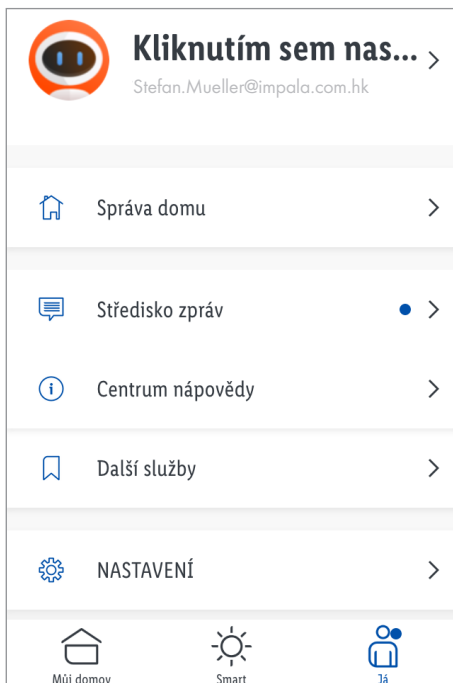 Kliknutím sem nas...
Stefan.Mueller@impala.com.hk
Správa domu
Středisko zpráv
Centrum nápovědy
Další služby
NASTAVENÍ
Můj domov
Smart
Já